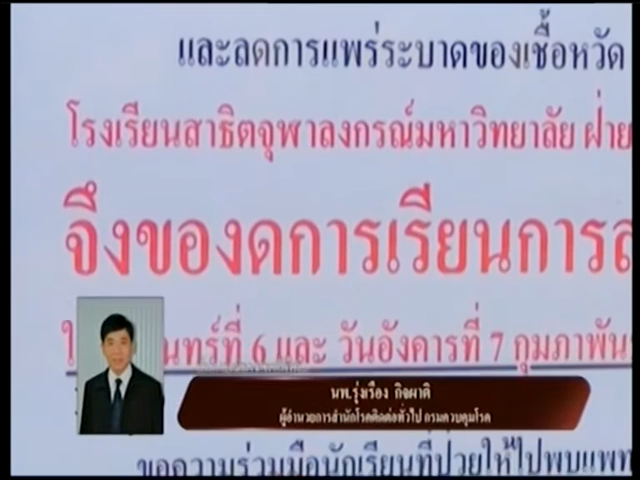 และลดการแพร่ระบาดของเชื้อหวัด
โรงเรียนสาธิตจุฬาลงกรณ์มหาวิทยาลัย ฝ่าย
จึงของดการเรียนการส
นทร์ที่ 6 และ วันอังคารที่ 7 กุมภาพัน
นพ.รุ่งเรือง กิจผาติ
ผู้อำนวยการสำนักโรคติดต่อทั่วไป กรมควบคุมโรค
ขอความร่วมมือนักเรียนที่ป่วยให้ไปพบแพท